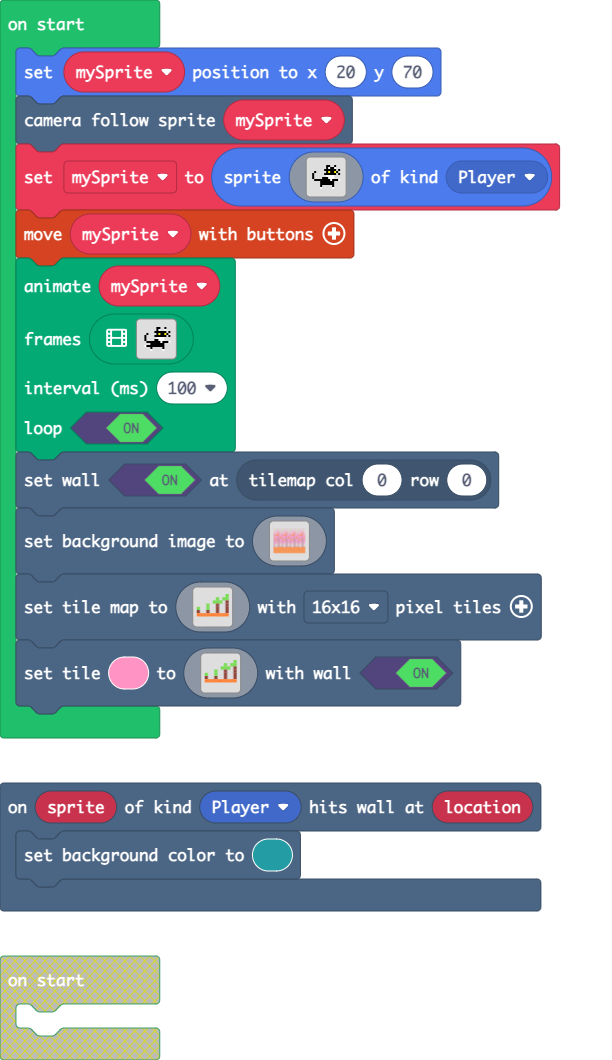 on start
set mySprite position to x 20 y 70
camera follow sprite mySprite
set mySprite to sprite of kind Player
move mySprite with buttons
animate mySprite
frames
interval (ms) 100
loop ON
set wall ON at tilemap col 0 row 0
set background image to
set tile map to with 16x16 pixel tiles
set tile to with wall ON
on sprite of kind Player hits wall at location
set background color to
on start